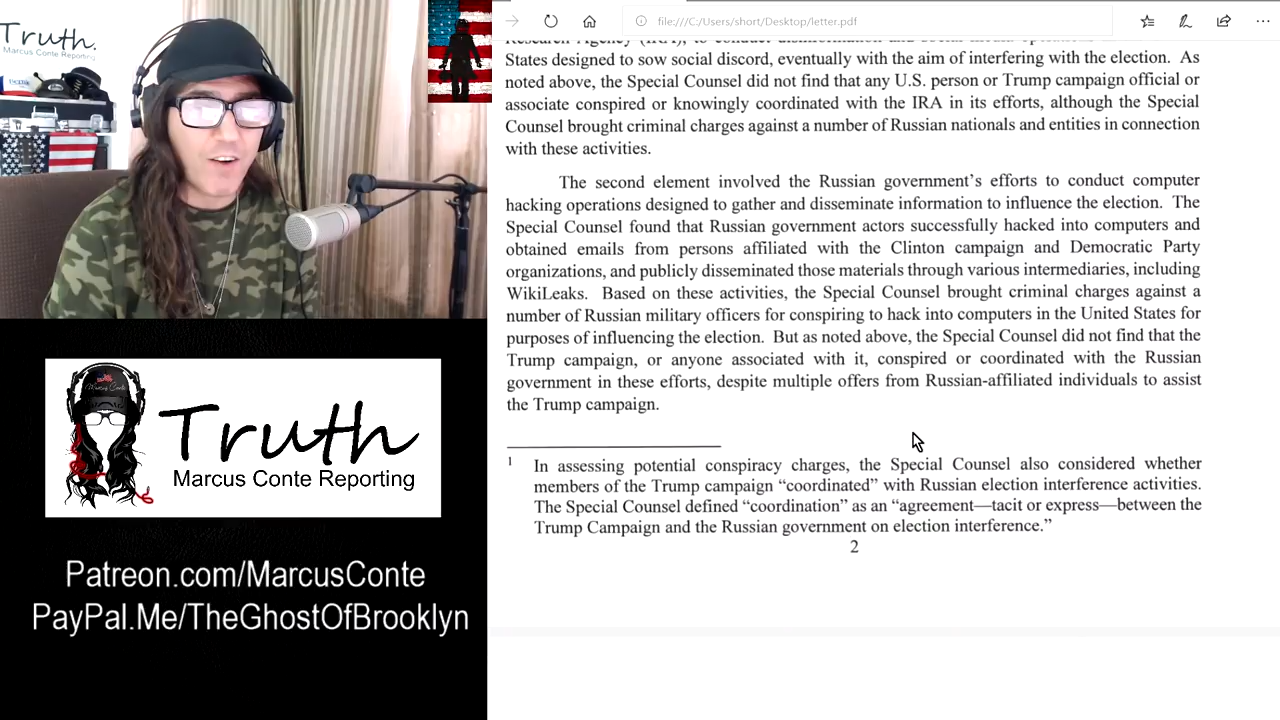 Truth.
Marcus Conte Reporting
file:///C:/Users/short/Desktop/letter.pdf
States designed to sow social discord, eventually with the aim of interfering with the election. As
noted above, the Special Counsel did not find that any U.S. person or Trump campaign official or
associate conspired or knowingly coordinated with the IRA in its efforts, although the Special
Counsel brought criminal charges against a number of Russian nationals and entities in connection
with these activities.
The second element involved the Russian government's efforts to conduct computer
hacking operations designed to gather and disseminate information to influence the election. The
Special Counsel found that Russian government actors successfully hacked into computers and
obtained emails from persons affiliated with the Clinton campaign and Democratic Party
organizations, and publicly disseminated those materials through various intermediaries, including
WikiLeaks. Based on these activities, the Special Counsel brought criminal charges against a
number of Russian military officers for conspiring to hack into computers in the United States for
purposes of influencing the election. But as noted above, the Special Counsel did not find that the
Trump campaign, or anyone associated with it, conspired or coordinated with the Russian
government in these efforts, despite multiple offers from Russian-affiliated individuals to assist
the Trump campaign.
1 In assessing potential conspiracy charges, the Special Counsel also considered whether
members of the Trump campaign “coordinated” with Russian election interference activities.
The Special Counsel defined “coordination” as an “agreement—tacit or express—between the
Trump Campaign and the Russian government on election interference.”
2
Marcus Conte
Truth
Marcus Conte Reporting
Patreon.com/MarcusConte
PayPal.Me/TheGhostOfBrooklyn